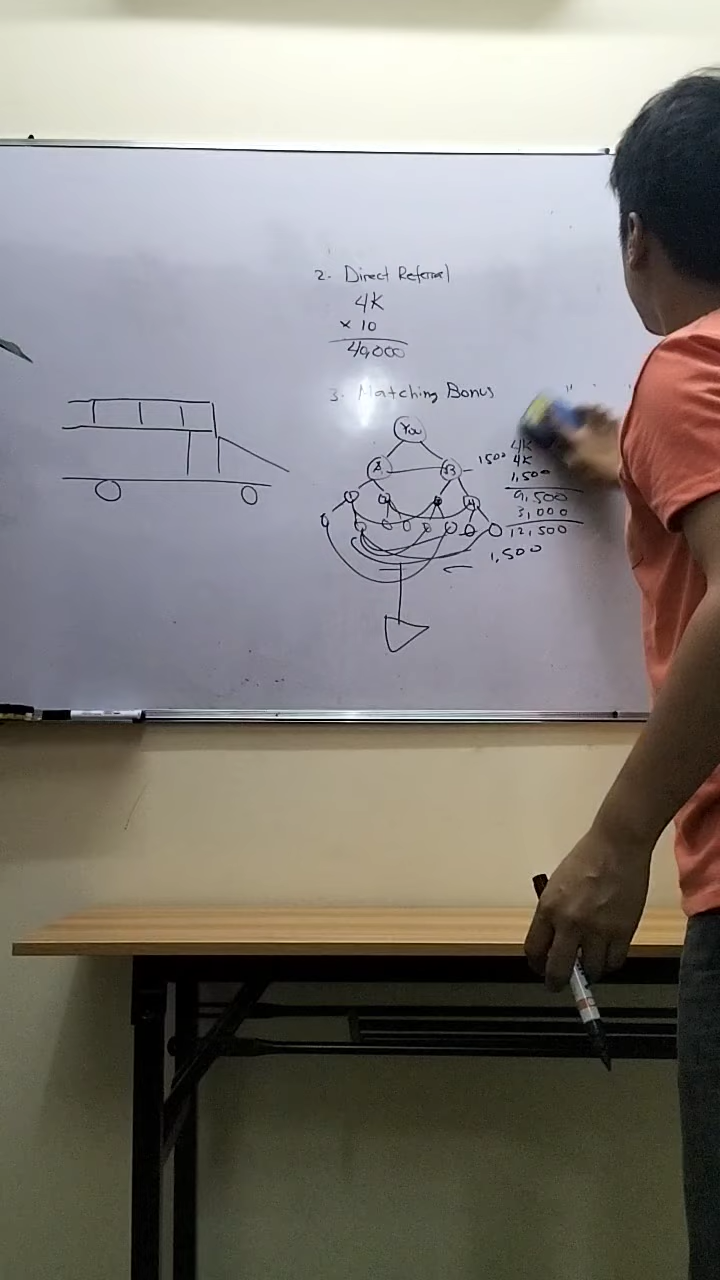 2. Direct Referral
4K
x 10
40,000
3. Matching Bonus
You
A
B - 1500
4K
4K
1,500
9,500
3,000
12,500
1,500